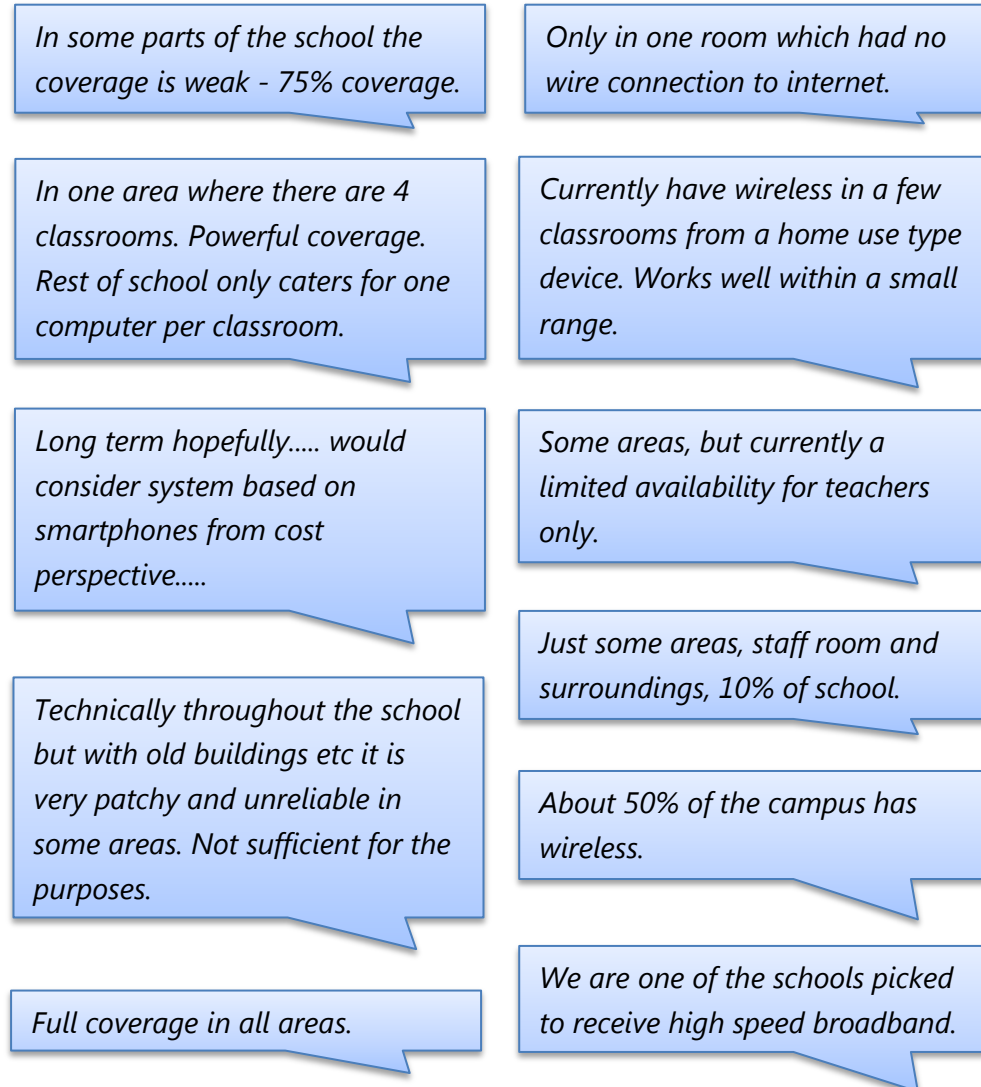 In some parts of the school the
coverage is weak - 75% coverage.
Only in one room which had no
wire connection to internet.
In one area where there are 4
classrooms. Powerful coverage.
Rest of school only caters for one
computer per classroom.
Currently have wireless in a few
classrooms from a home use type
device. Works well within a small
range.
Long term hopefully..... would
consider system based on
smartphones from cost
perspective.....
Some areas, but currently a
limited availability for teachers
only.
Just some areas, staff room and
surroundings, 10% of school.
Technically throughout the school
but with old buildings etc it is
very patchy and unreliable in
some areas. Not sufficient for the
purposes.
About 50% of the campus has
wireless.
Full coverage in all areas.
We are one of the schools picked
to receive high speed broadband.